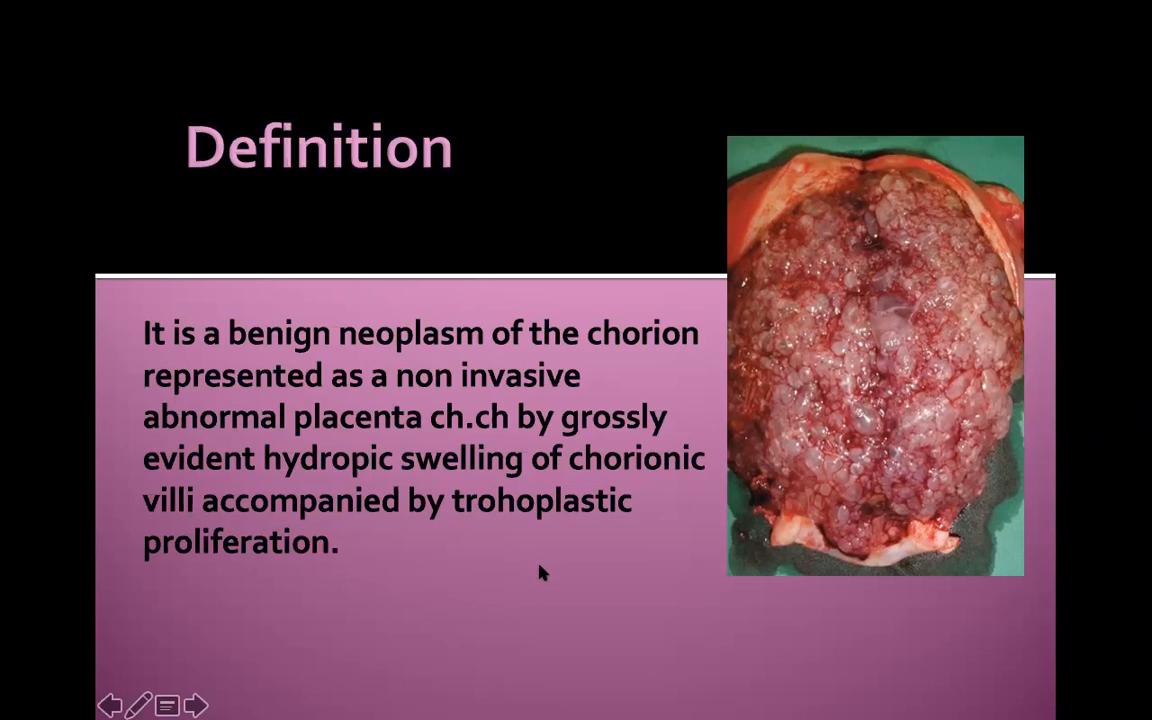 Definition
It is a benign neoplasm of the chorion
represented as a non invasive
abnormal placenta ch.ch by grossly
evident hydropic swelling of chorionic
villi accompanied by trohoplastic
proliferation.